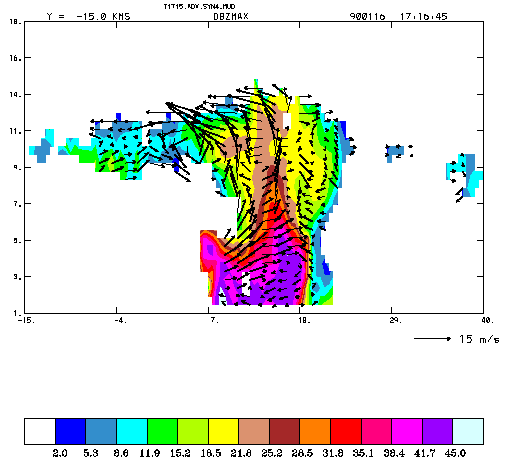 T1715.ADV.SYN4.MUD
Y = -15.0 KMS DBZMAX 900116 17:16:45
18.
16.
14.
11.
9.
7.
5.
3.
1.
-15. -4. 7. 18. 29. 40.
15 m/s
2.0 5.3 8.6 11.9 15.2 18.5 21.8 25.2 28.5 31.8 35.1 38.4 41.7 45.0